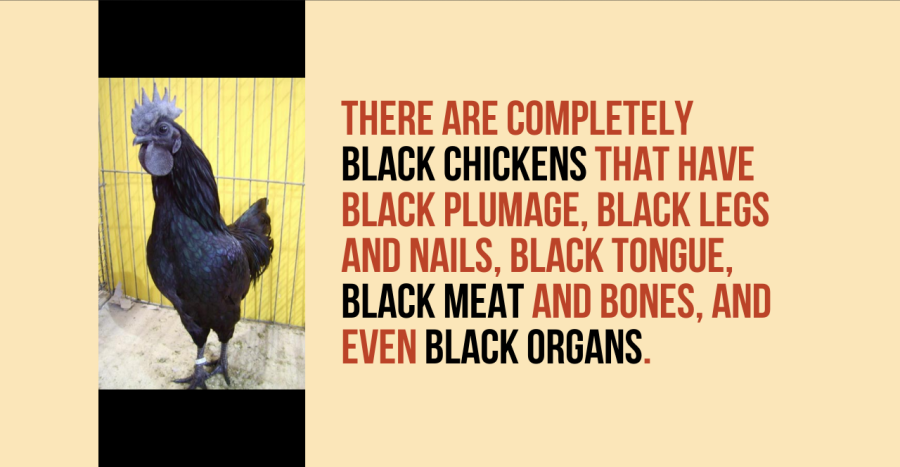 THERE ARE COMPLETELY
BLACK CHICKENS THAT HAVE
BLACK PLUMAGE, BLACK LEGS
AND NAILS, BLACK TONGUE,
BLACK MEAT AND BONES, AND
EVEN BLACK ORGANS.